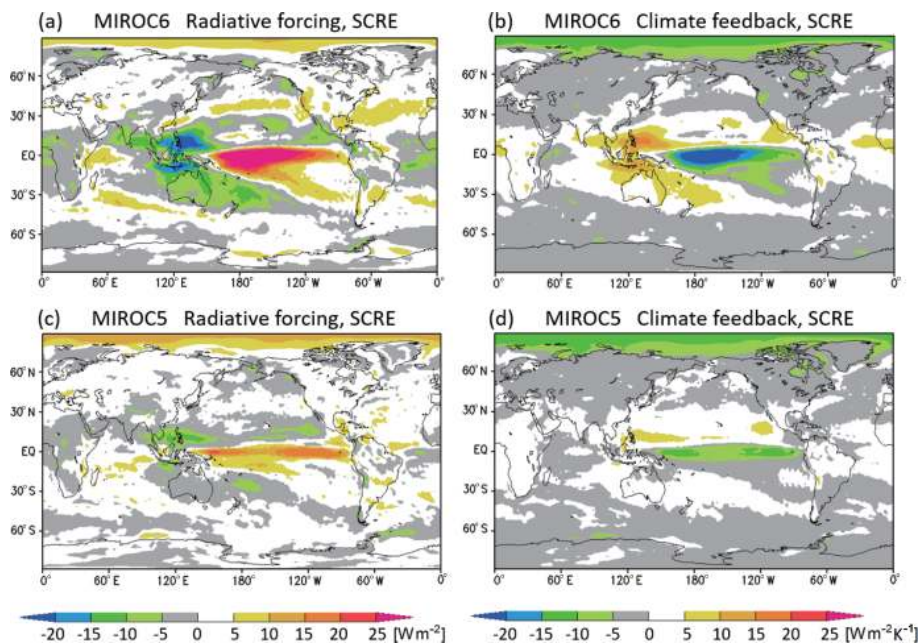 (a) MIROC6 Radiative forcing, SCRE
60°N
30°N
EQ
30°S
60°S
0° 60°E 120°E 180° 120°W 60°W 0°
(b) MIROC6 Climate feedback, SCRE
60°N
30°N
EQ
30°S
60°S
0° 60°E 120°E 180° 120°W 60°W 0°
(c) MIROC5 Radiative forcing, SCRE
60°N
30°N
EQ
30°S
60°S
0° 60°E 120°E 180° 120°W 60°W 0°
(d) MIROC5 Climate feedback, SCRE
60°N
30°N
EQ
30°S
60°S
0° 60°E 120°E 180° 120°W 60°W 0°
-20 -15 -10 -5 0 5 10 15 20 25 [Wm⁻²]
-20 -15 -10 -5 0 5 10 15 20 25 [Wm⁻²K⁻¹]